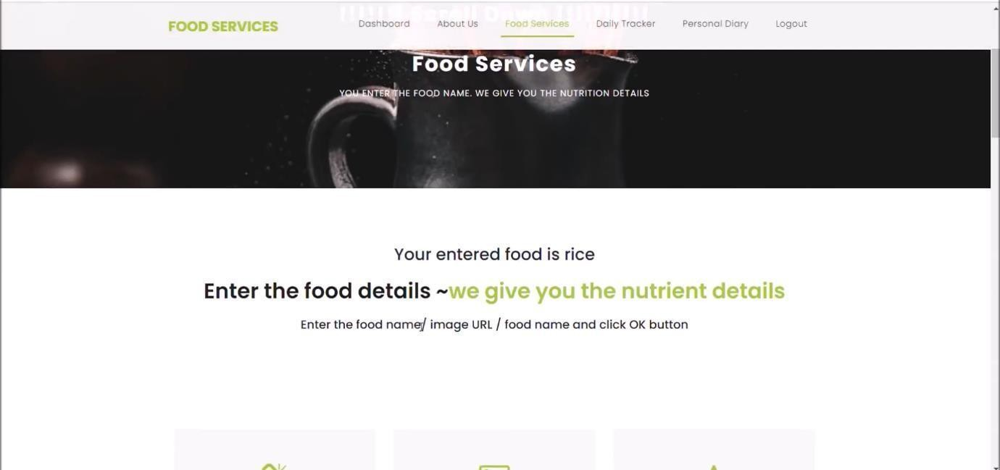 !!!!!! Scroll Down !!!!!!!!!!
FOOD SERVICES
Dashboard
About Us
Food Services
Daily Tracker
Personal Diary
Logout
Food Services
YOU ENTER THE FOOD NAME. WE GIVE YOU THE NUTRITION DETAILS
Your entered food is rice
Enter the food details ~we give you the nutrient details
Enter the food name/ image URL / food name and click OK button